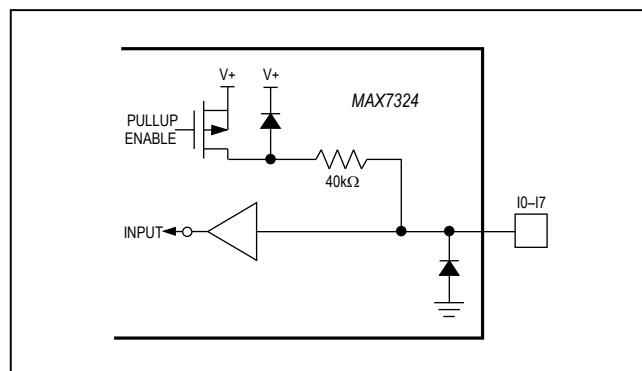 V+ V+
MAX7324
PULLUP
ENABLE
40kΩ
I0–I7
INPUT